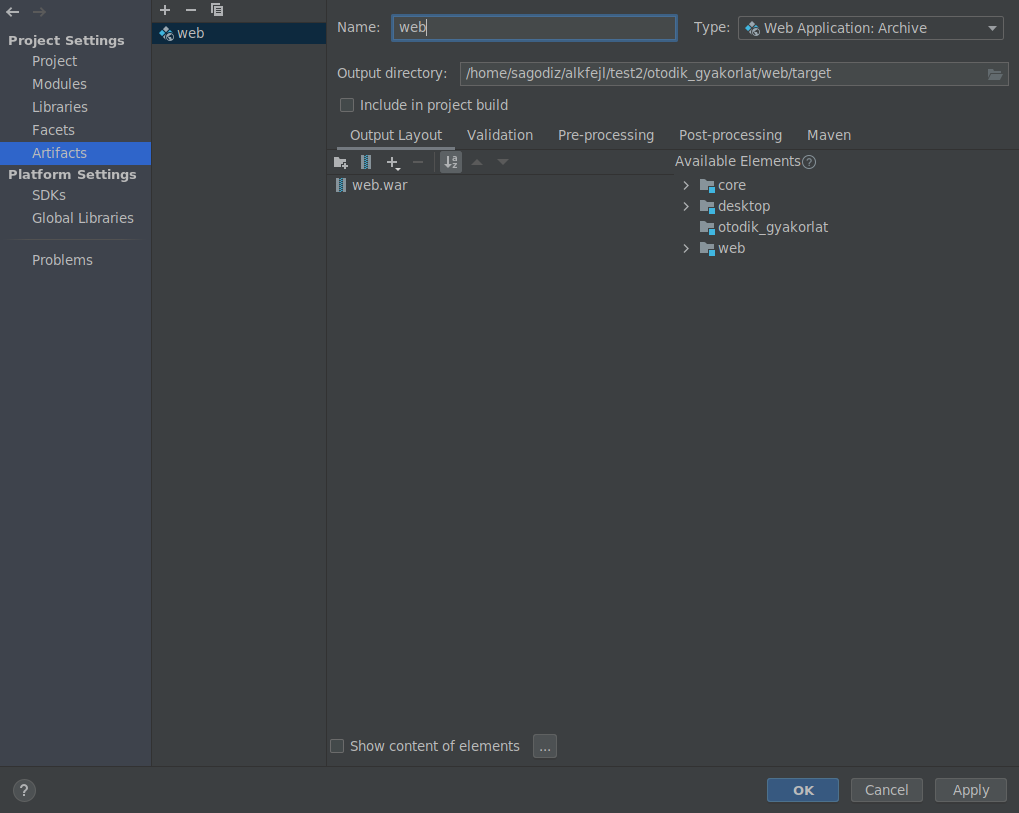 Project Settings
Project
Modules
Libraries
Facets
Artifacts
Platform Settings
SDKs
Global Libraries
Problems
web
Name: web Type: Web Application: Archive
Output directory: /home/sagodiz/alkfejl/test2/otodik_gyakorlat/web/target
Include in project build
Output Layout Validation Pre-processing Post-processing Maven
Available Elements ?
web.war
core
desktop
otodik_gyakorlat
web
Show content of elements ...
? OK Cancel Apply